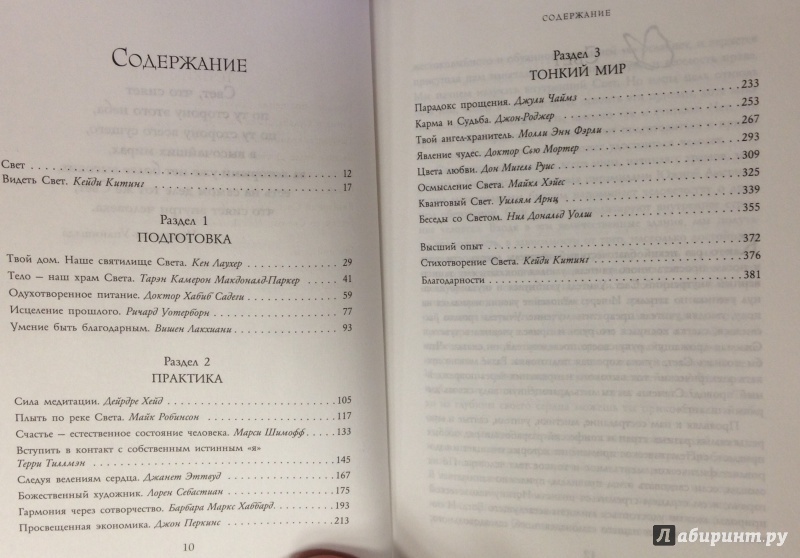 Содержание
Свет 12
Видеть Свет. Кейди Китинг 17
Раздел 1
ПОДГОТОВКА
Твой дом. Наше святилище Света. Кен Лаухер 29
Тело — наш храм Света. Тарэн Камерон Макдоналд-Паркер 41
Одухотворенное питание. Доктор Хабиб Садеги 59
Исцеление прошлого. Ричард Уотерборн 77
Умение быть благодарным. Вишен Лакхиани 93
Раздел 2
ПРАКТИКА
Сила медитации. Дейрдре Хейд 105
Плыть по реке Света. Майк Робинсон 117
Счастье — естественное состояние человека. Марси Шимофф 133
Вступить в контакт с собственным истинным «я»
Терри Тиллмэн 145
Следуя велениям сердца. Джанет Эттвуд 167
Божественный художник. Лорен Себастиан 175
Гармония через сотворчество. Барбара Маркс Хаббард. 193
Просвещенная экономика. Джон Перкинс 213
10
СОДЕРЖАНИЕ
Раздел 3
ТОНКИЙ МИР
Парадокс прощения. Джули Чаймз 233
Карма и Судьба. Джон-Роджер 253
Твой ангел-хранитель. Молли Энн Фэрли 267
Явление чудес. Доктор Сью Мортер 293
Цвета любви. Дон Мигель Руис 309
Осмысление Света. Майкл Хэйес 325
Квантовый Свет. Уильям Арнц 339
Беседы со Светом. Нил Дональд Уолш 355
Высший опыт 372
Стихотворение Света. Кейди Китинг 376
Благодарности 381
Лабиринт.ру